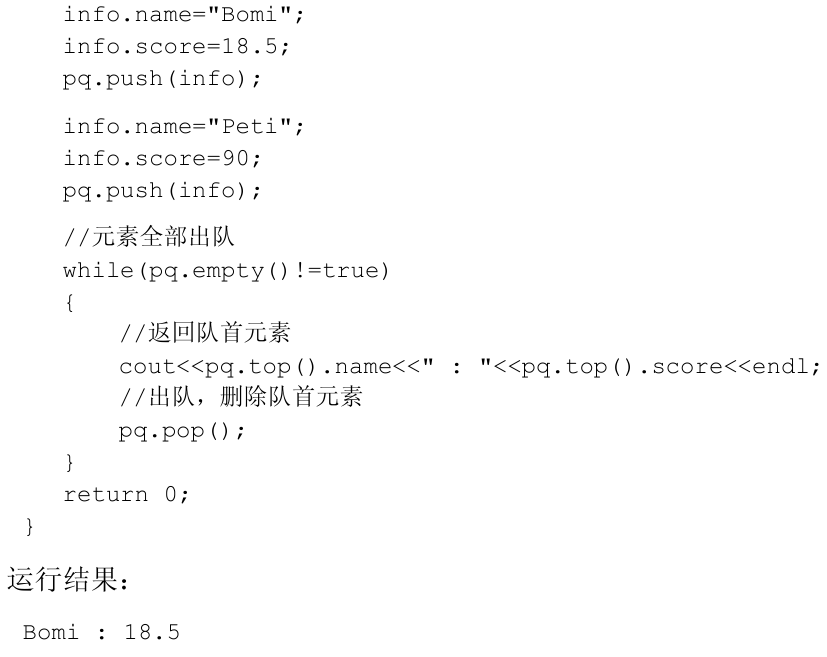 info.name="Bomi";
info.score=18.5;
pq.push(info);
info.name="Peti";
info.score=90;
pq.push(info);
//元素全部出队
while(pq.empty()!=true)
{
//返回队首元素
cout<<pq.top().name<<" : "<<pq.top().score<<endl;
//出队，删除队首元素
pq.pop();
}
return 0;
}
运行结果：
Bomi : 18.5